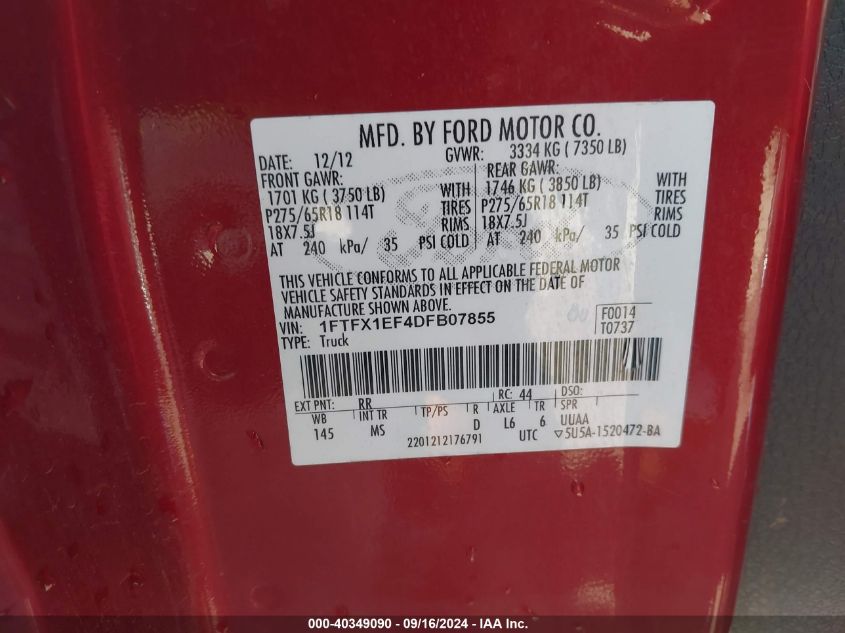 MFD. BY FORD MOTOR CO.
DATE: 12/12 GVWR: 3334 KG ( 7350 LB)
FRONT GAWR: REAR GAWR:
1701 KG ( 3750 LB) WITH 1746 KG ( 3850 LB) WITH
P275/65R18 114T TIRES P275/65R18 114T TIRES
18X7.5J RIMS 18X7.5J RIMS
AT 240 kPa/ 35 PSI COLD AT 240 kPa/ 35 PSI COLD
THIS VEHICLE CONFORMS TO ALL APPLICABLE FEDERAL MOTOR
VEHICLE SAFETY STANDARDS IN EFFECT ON THE DATE OF
MANUFACTURE SHOWN ABOVE.
VIN: 1FTFX1EF4DFB07855 F0014
TYPE: Truck T0737
EXT PNT: RR RC: 44 DSO:
WB INT TR TP/PS R AXLE TR SPR
145 MS D L6 6 UUAA
2201212176791 UTC ▽5U5A-1520472-BA
000-40349090 - 09/16/2024 - IAA Inc.